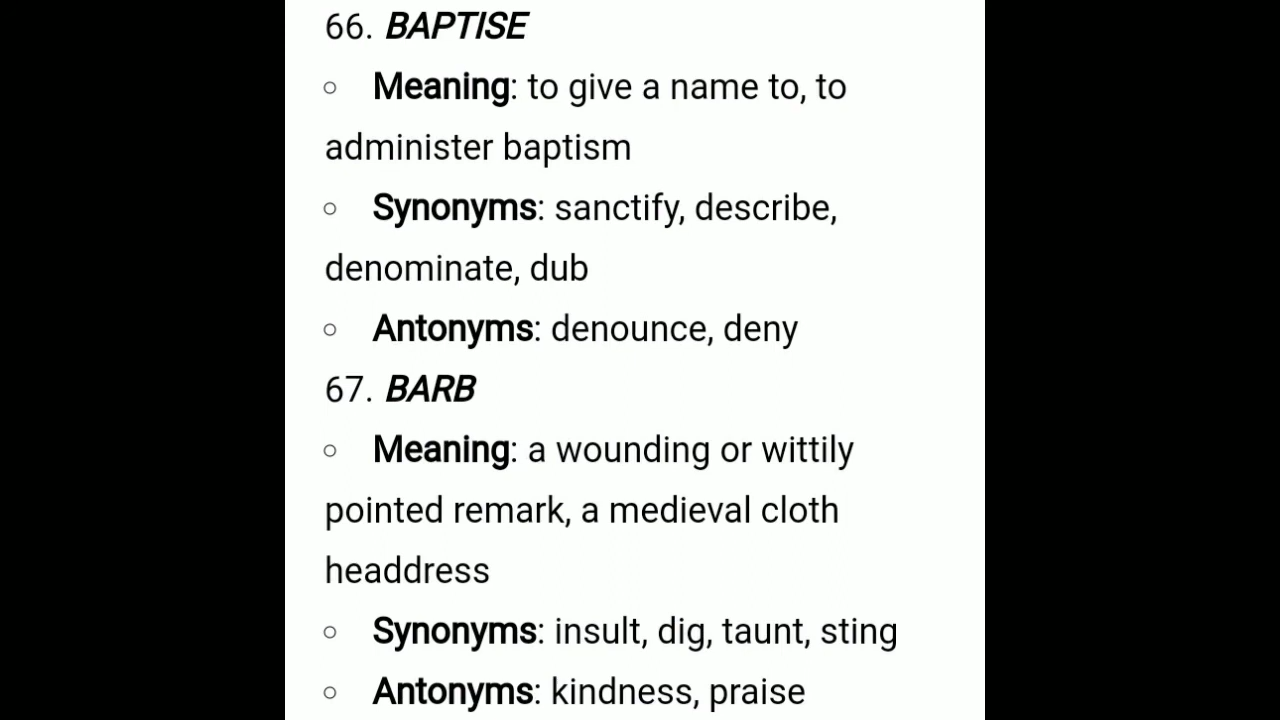 66. BAPTISE
○ Meaning: to give a name to, to
administer baptism
○ Synonyms: sanctify, describe,
denominate, dub
○ Antonyms: denounce, deny
67. BARB
○ Meaning: a wounding or wittily
pointed remark, a medieval cloth
headdress
○ Synonyms: insult, dig, taunt, sting
○ Antonyms: kindness, praise